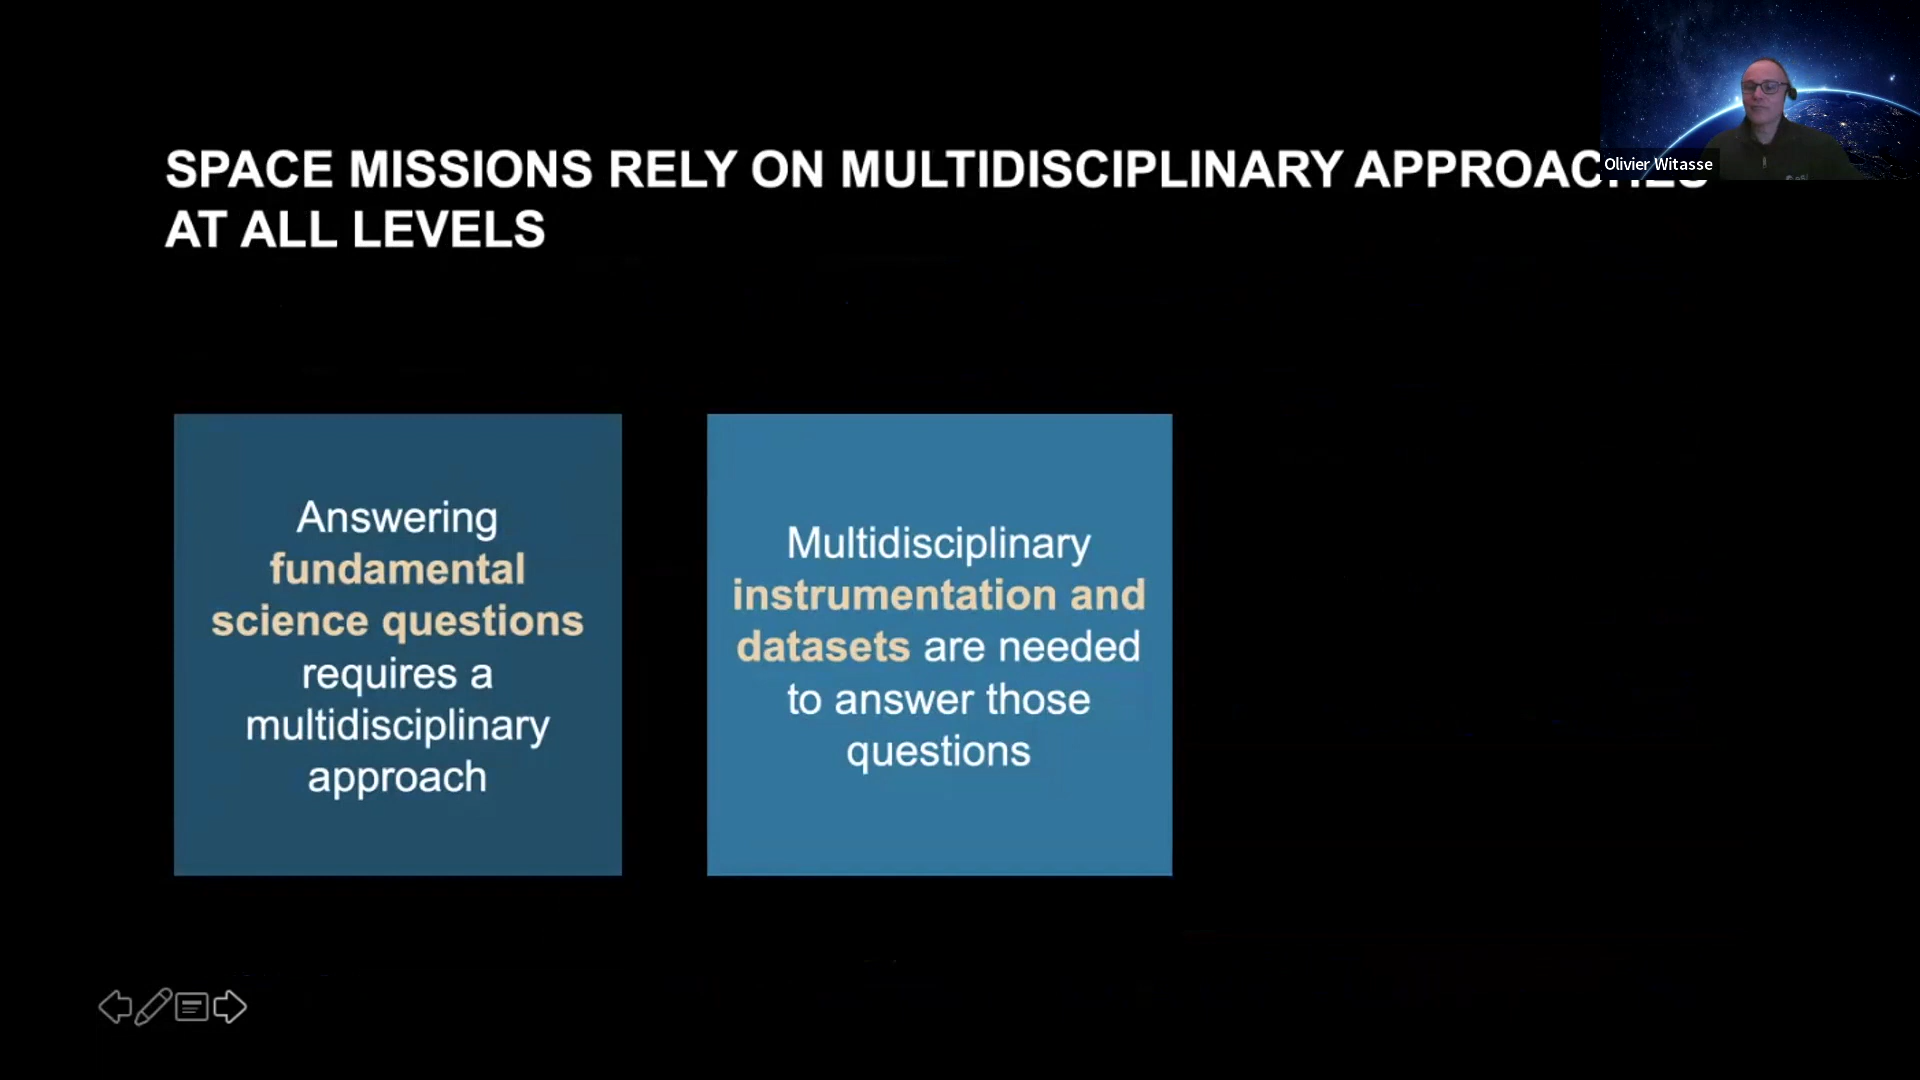 SPACE MISSIONS RELY ON MULTIDISCIPLINARY APPROACHES
AT ALL LEVELS
Olivier Witasse
Answering
fundamental
science questions
requires a
multidisciplinary
approach
Multidisciplinary
instrumentation and
datasets are needed
to answer those
questions